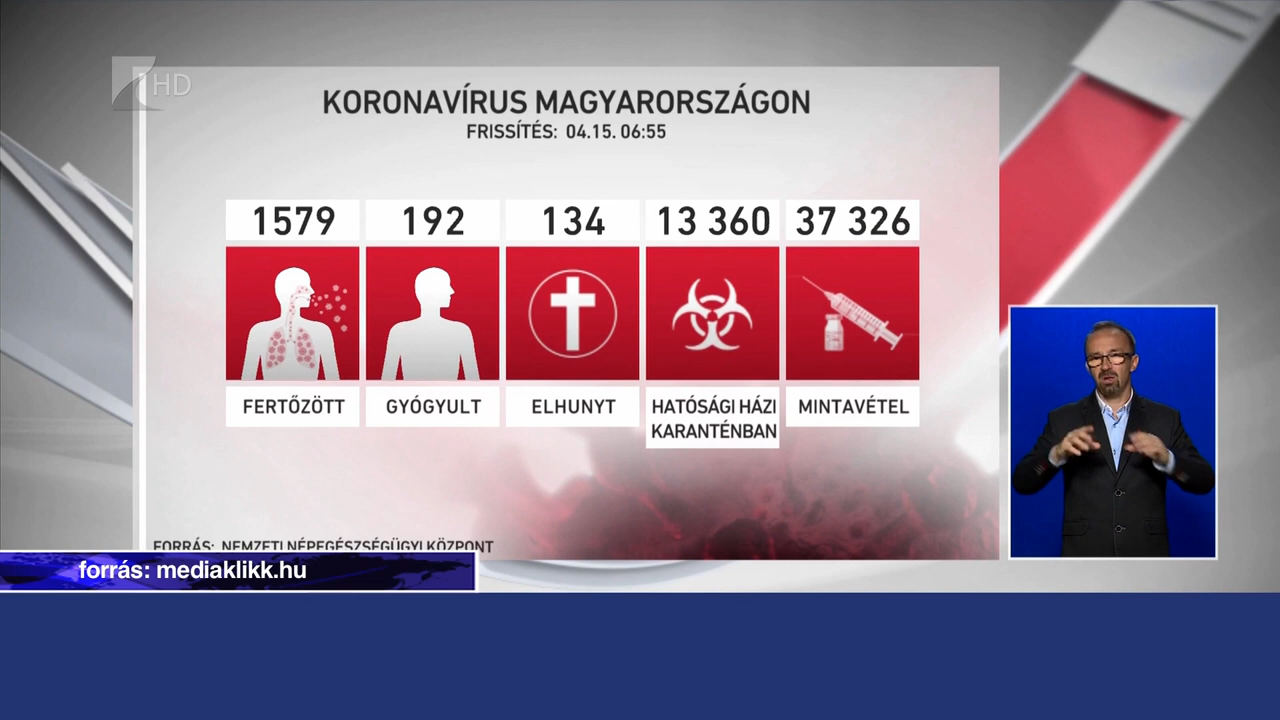 HD
KORONAVÍRUS MAGYARORSZÁGON
FRISSÍTÉS: 04.15. 06:55
1579
192
134
13 360
37 326
FERTŐZÖTT
GYÓGYULT
ELHUNYT
HATÓSÁGI HÁZI
KARANTÉNBAN
MINTAVÉTEL
FORRÁS: NEMZETI NÉPEGÉSZSÉGÜGYI KÖZPONT
forrás: mediaklikk.hu